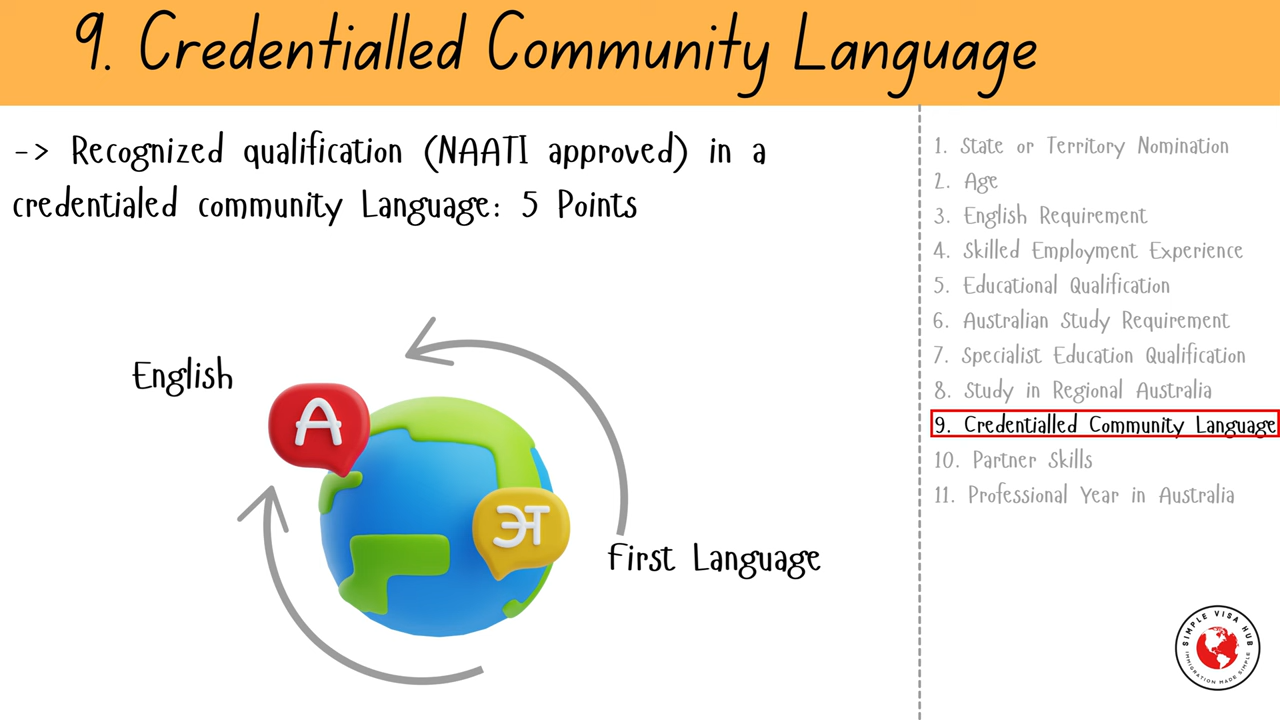 9. Credentialled Community Language
-> Recognized qualification (NAATI approved) in a
credentialed community Language: 5 Points
English
A
अ
First Language
1. State or Territory Nomination
2. Age
3. English Requirement
4. Skilled Employment Experience
5. Educational Qualification
6. Australian Study Requirement
7. Specialist Education Qualification
8. Study in Regional Australia
9. Credentialled Community Language
10. Partner Skills
11. Professional Year in Australia
SIMPLE VISA HUB
IMMIGRATION MADE SIMPLE